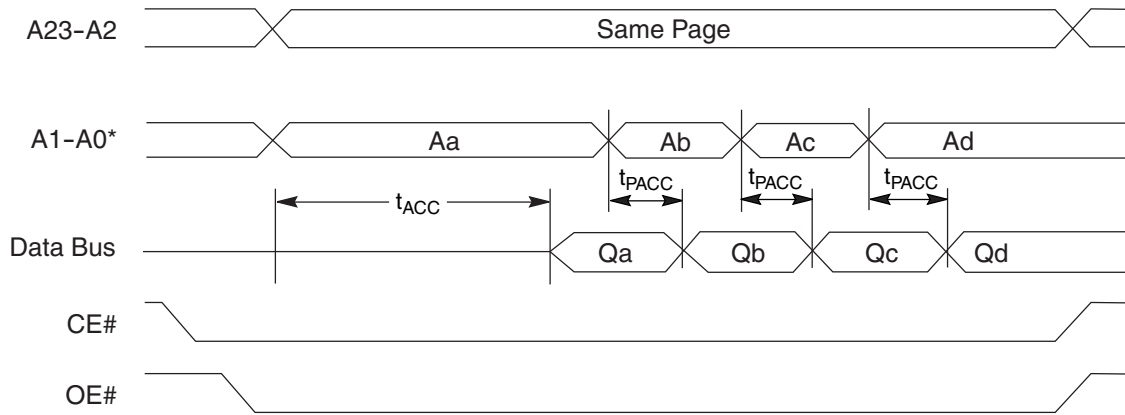 A23-A2
Same Page
A1-A0*
Aa
Ab
Ac
Ad
tACC
tPACC
tPACC
tPACC
Data Bus
Qa
Qb
Qc
Qd
CE#
OE#